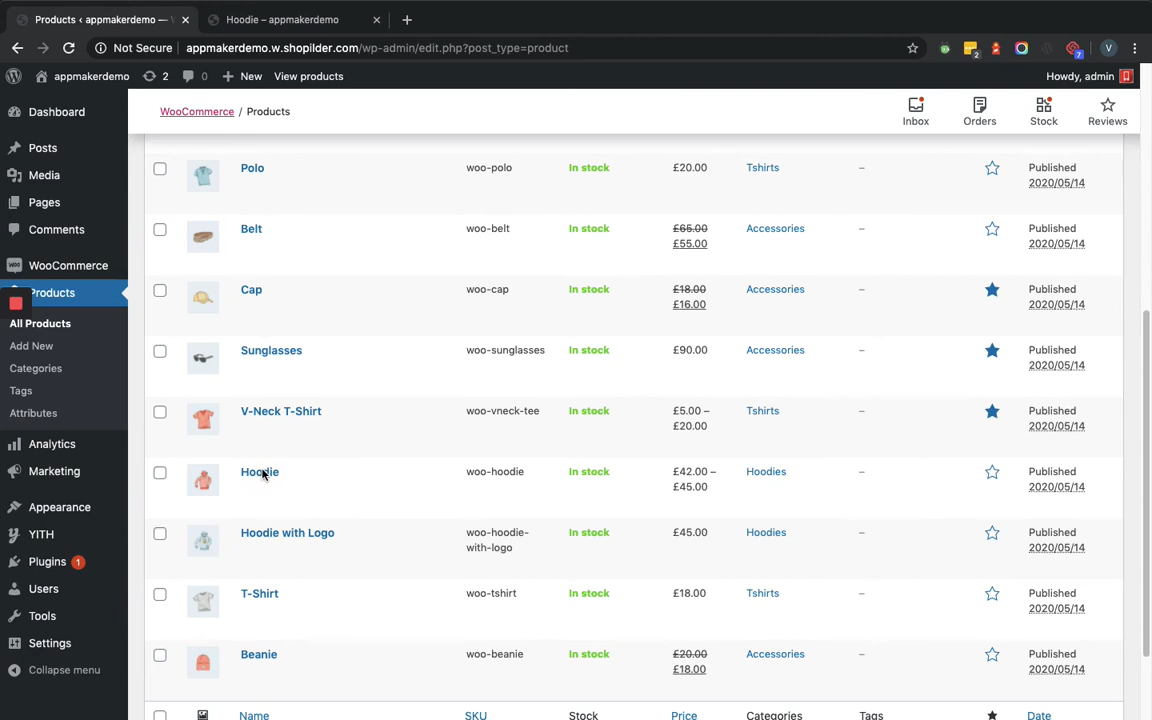 Products ‹ appmakerdemo — W
Hoodie – appmakerdemo
Not Secure
appmakerdemo.w.shopilder.com/wp-admin/edit.php?post_type=product
2
7
V
appmakerdemo
2
0
New
View products
Howdy, admin
WooCommerce / Products
Inbox
Orders
Stock
Reviews
Dashboard
Posts
Media
Pages
Comments
WooCommerce
Products
All Products
Add New
Categories
Tags
Attributes
Analytics
Marketing
Appearance
YITH
Plugins 1
Users
Tools
Settings
Collapse menu
Polo woo-polo In stock £20.00 Tshirts – Published
2020/05/14
Belt woo-belt In stock £65.00 Accessories – Published
£55.00 2020/05/14
Cap woo-cap In stock £18.00 Accessories – Published
£16.00 2020/05/14
Sunglasses woo-sunglasses In stock £90.00 Accessories – Published
2020/05/14
V-Neck T-Shirt woo-vneck-tee In stock £5.00 – Tshirts – Published
£20.00 2020/05/14
Hoodie woo-hoodie In stock £42.00 – Hoodies – Published
£45.00 2020/05/14
Hoodie with Logo woo-hoodie- In stock £45.00 Hoodies – Published
with-logo 2020/05/14
T-Shirt woo-tshirt In stock £18.00 Tshirts – Published
2020/05/14
Beanie woo-beanie In stock £20.00 Accessories – Published
£18.00 2020/05/14
Name SKU Stock Price Categories Tags Date